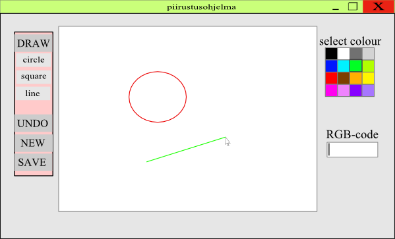 piirustusohjelma
DRAW
circle
square
line
UNDO
NEW
SAVE
select colour
RGB-code